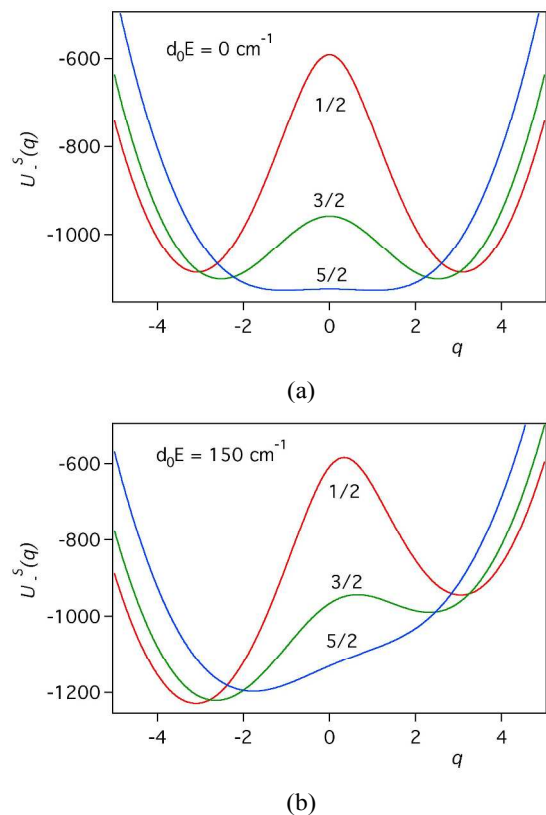 d₀E = 0 cm⁻¹
-600
-800
-1000
U₋ˢ(q)
1/2
3/2
5/2
-4 -2 0 2 4
q
(a)
d₀E = 150 cm⁻¹
-600
-800
-1000
-1200
U₋ˢ(q)
1/2
3/2
5/2
-4 -2 0 2 4
q
(b)